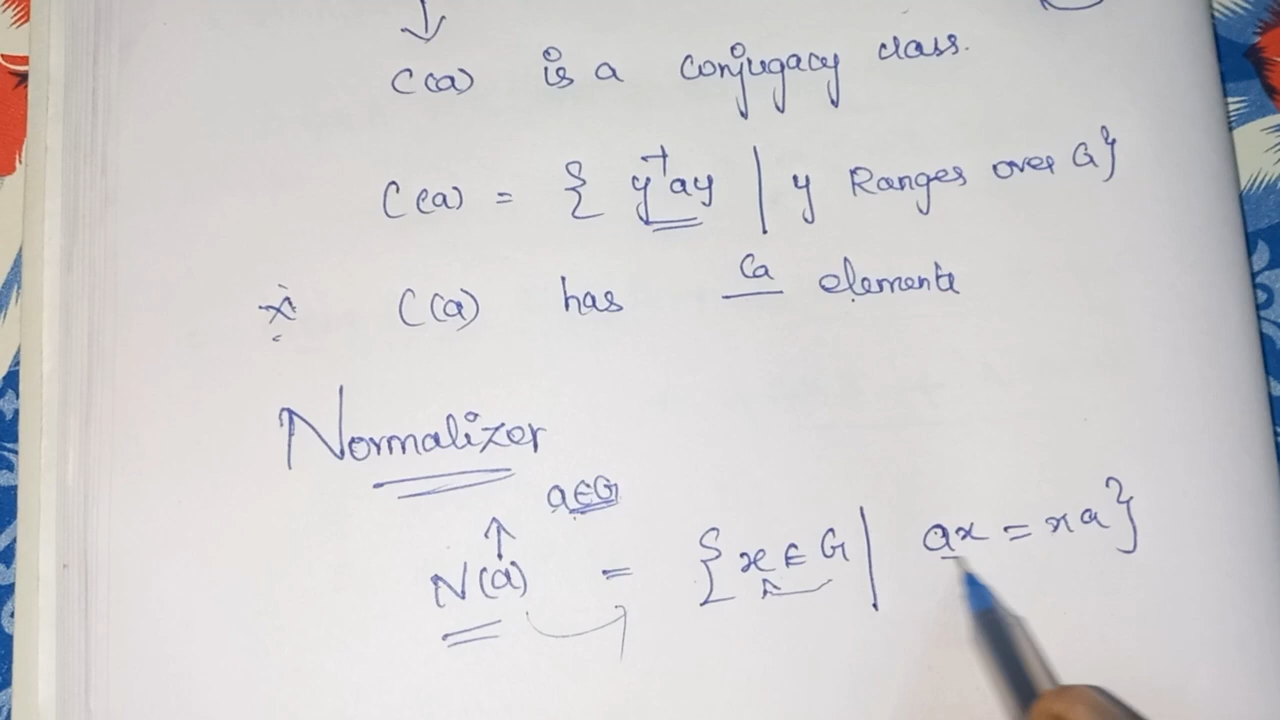 ↓
C(a) is a conjugacy class.
C(a) = { y⁻¹ay | y Ranges over G}
* C(a) has Ca elements
Normalizer
a∈G
↑
N(a) = {x∈G | ax = xa}